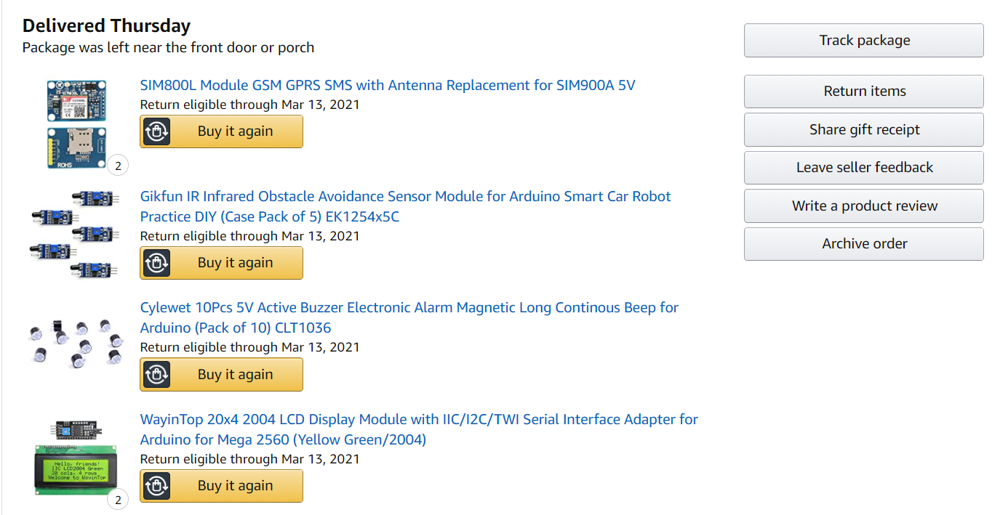 Delivered Thursday
Package was left near the front door or porch
Track package
Return items
Share gift receipt
Leave seller feedback
Write a product review
Archive order
SIM800L Module GSM GPRS SMS with Antenna Replacement for SIM900A 5V
Return eligible through Mar 13, 2021
Buy it again
ROHS
2
Gikfun IR Infrared Obstacle Avoidance Sensor Module for Arduino Smart Car Robot
Practice DIY (Case Pack of 5) EK1254x5C
Return eligible through Mar 13, 2021
Buy it again
Cylewet 10Pcs 5V Active Buzzer Electronic Alarm Magnetic Long Continous Beep for
Arduino (Pack of 10) CLT1036
Return eligible through Mar 13, 2021
Buy it again
WayinTop 20x4 2004 LCD Display Module with IIC/I2C/TWI Serial Interface Adapter for
Arduino for Mega 2560 (Yellow Green/2004)
Return eligible through Mar 13, 2021
Buy it again
Hello, friends!
IIC LCD2004 Green
20 cols, 4 rows
Welcome to WayinTop
2